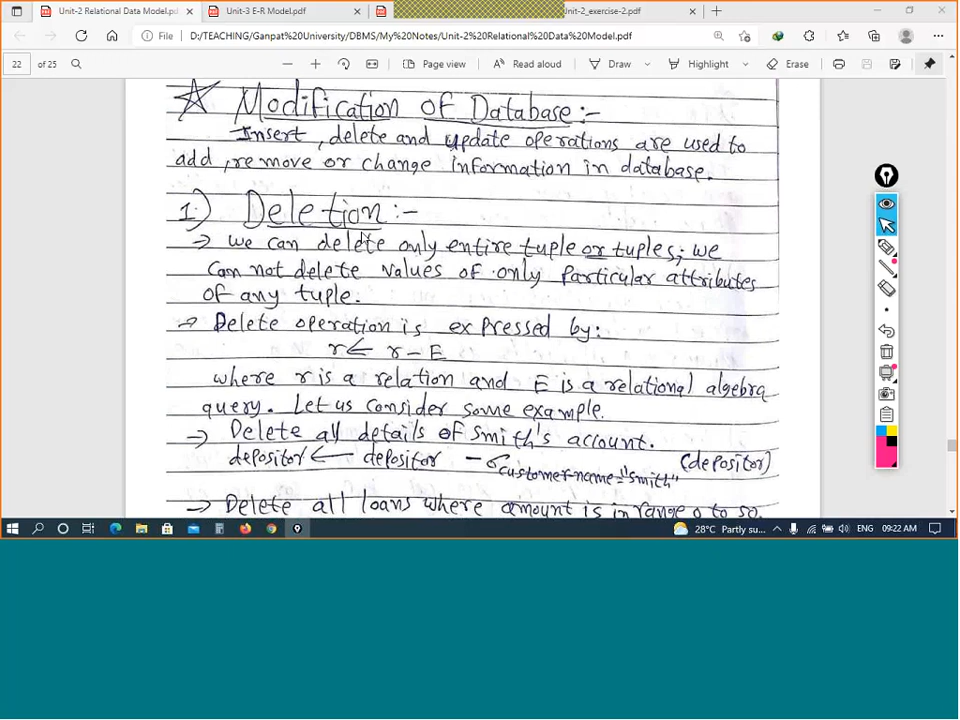 Unit-2 Relational Data Model.pd
Unit-3 E-R Model.pdf
Unit-2_exercise-2.pdf
File
D:/TEACHING/Ganpat%20University/DBMS/My%20Notes/Unit-2%20Relational%20Data%20Model.pdf
22 of 25
Page view
Read aloud
Draw
Highlight
Erase
Modification of Database:-
Insert, delete and update operations are used to
add, remove or change information in database.
1) Deletion :-
→ we can delete only entire tuple or tuples; we
can not delete values of only particular attributes
of any tuple.
→ Delete operation is expressed by:
r ← r - E
where r is a relation and E is a relational algebra
query. Let us consider some example.
→ Delete all details of Smith's account.
depositor ← depositor - σcustomer-name="smith" (depositor)
→ Delete all loans where amount is in range 0 to 50.
28°C Partly su...
ENG
09:22 AM